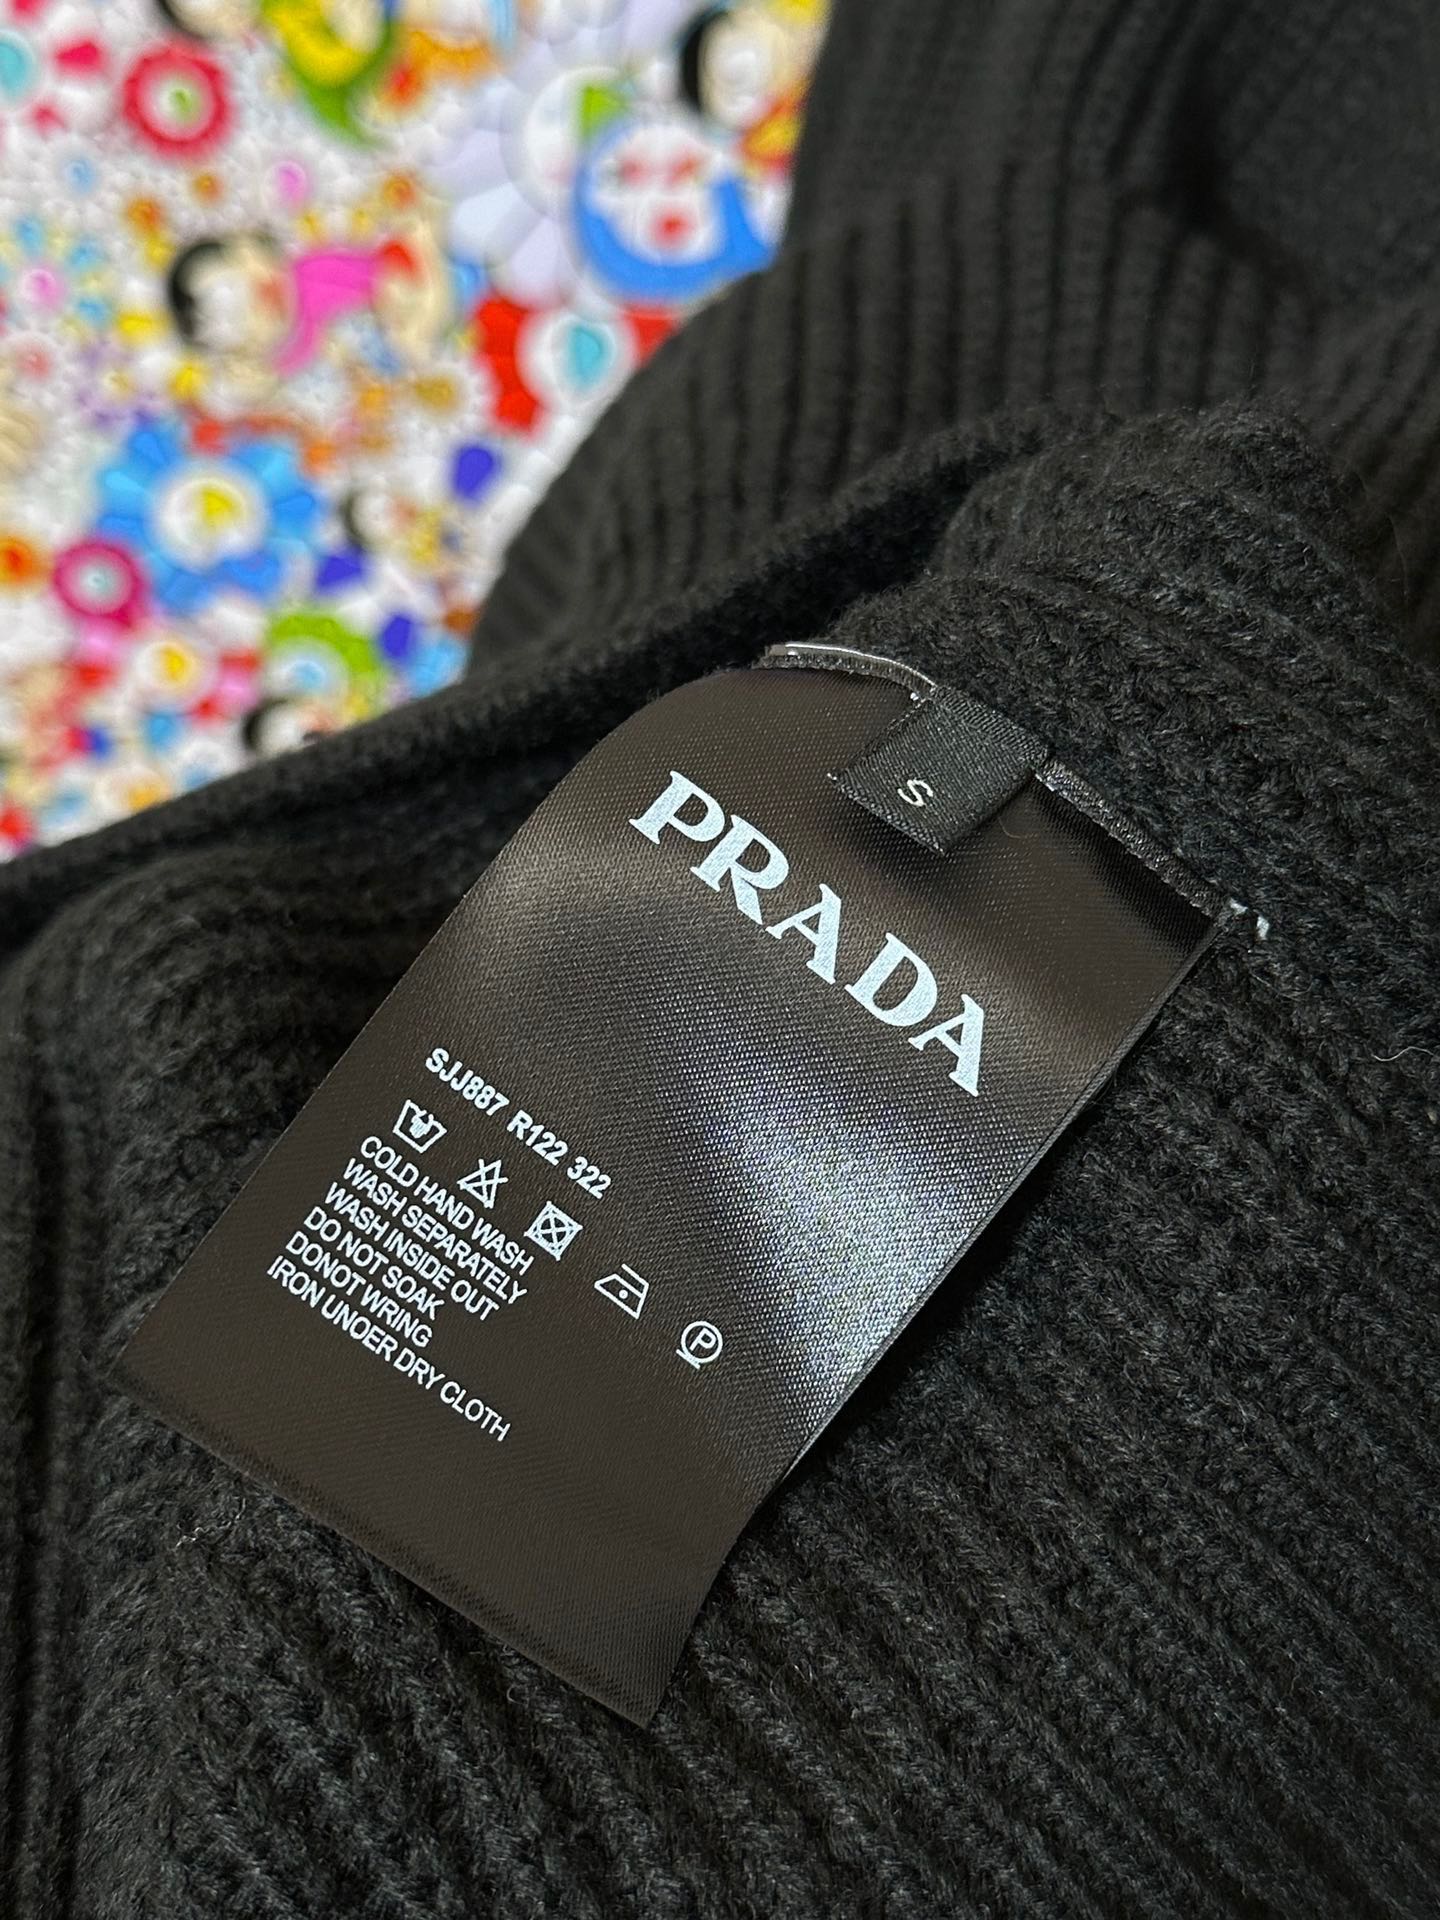 S
PRADA
SJJ887 R122 322
COLD HAND WASH
WASH SEPARATELY
WASH INSIDE OUT
DO NOT SOAK
DONOT WRING
IRON UNOER DRY CLOTH
P